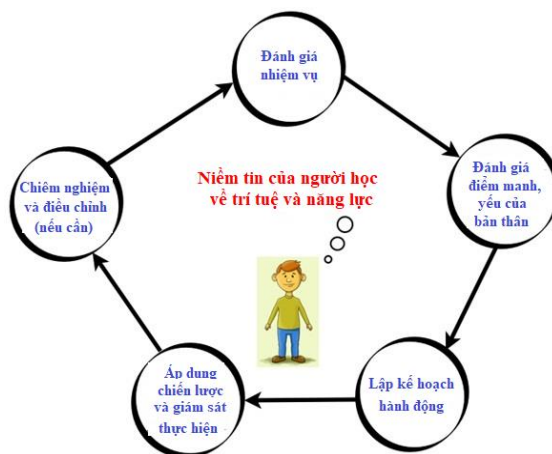 Đánh giá
nhiệm vụ
Đánh giá
điểm manh,
yếu của
bản thân
Lập kế hoạch
hành động
Áp dung
chiến lược
và giám sát
thực hiện
Chiêm nghiệm
và điều chỉnh
(nếu cần)
Niềm tin của người học
về trí tuệ và năng lực